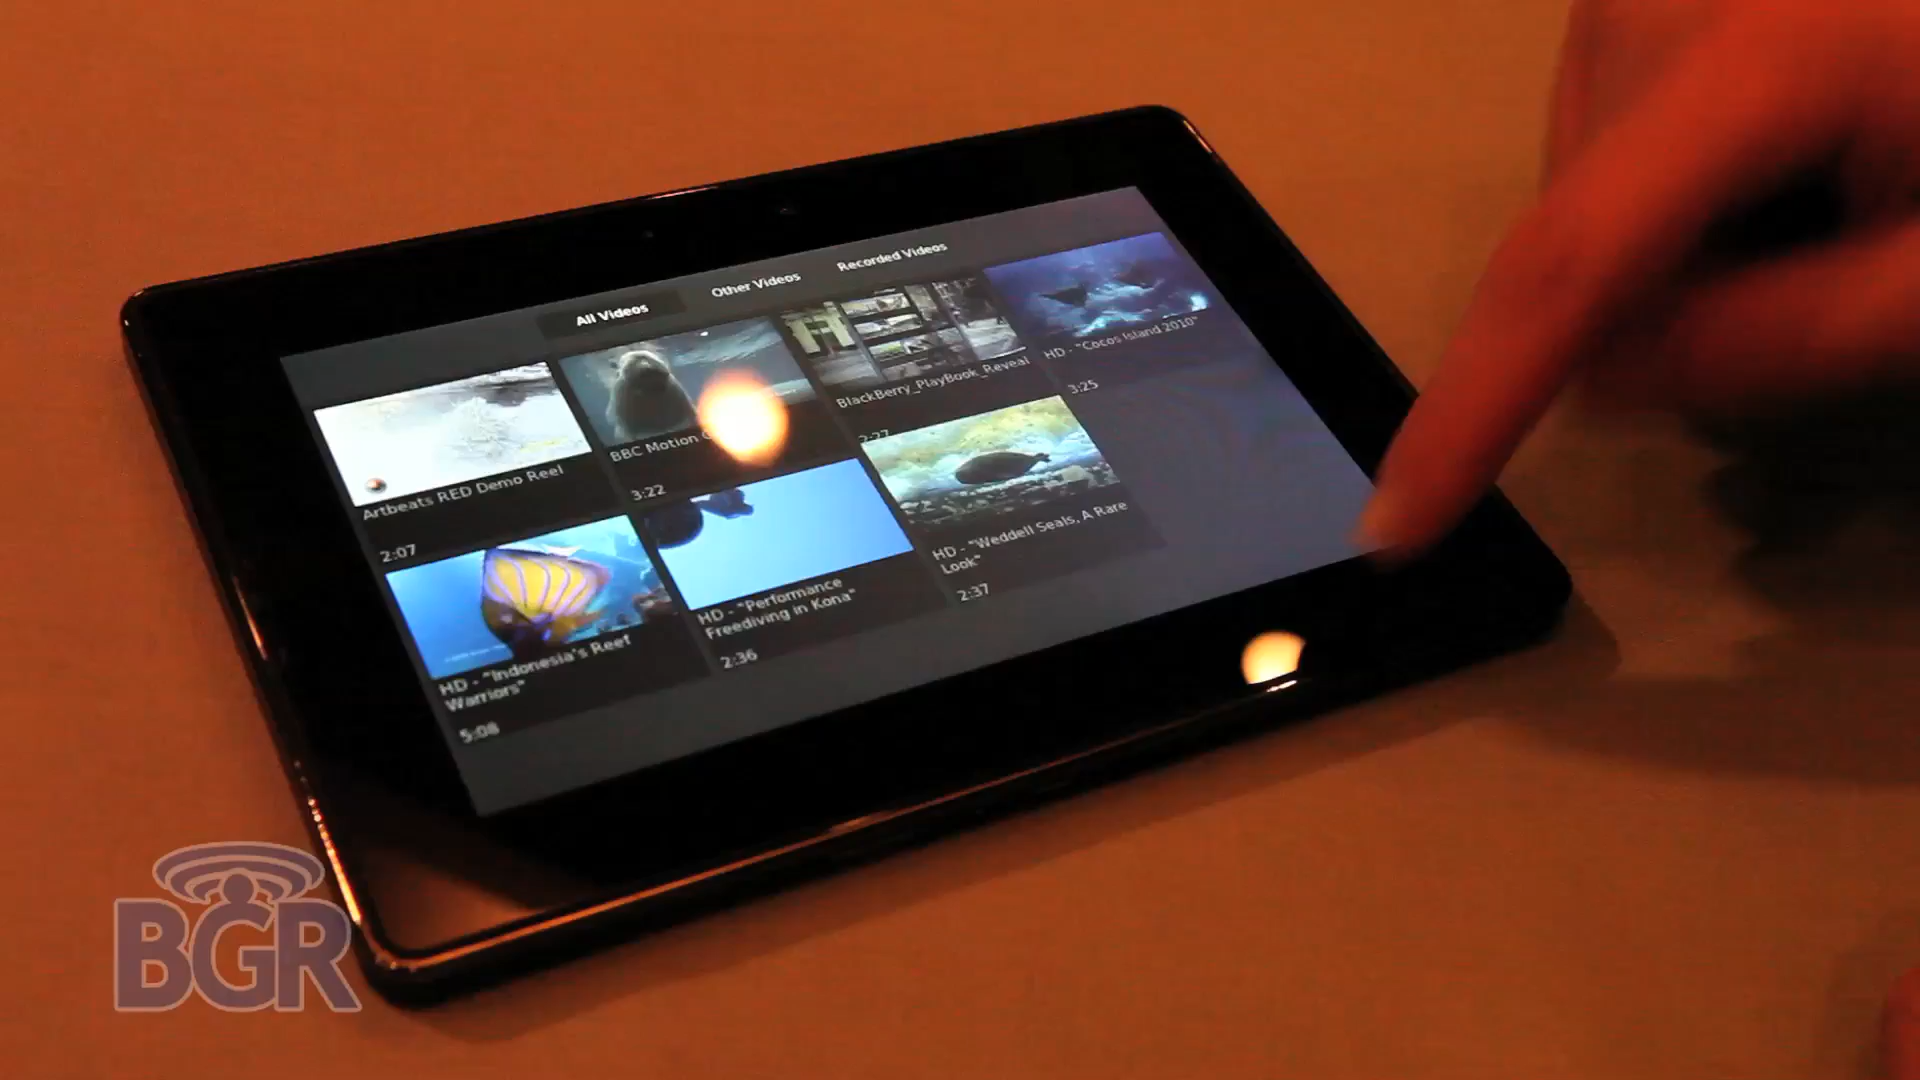 All Videos
Other Videos
Recorded Videos
Artbeats RED Demo Reel
2:07
BBC Motion
3:22
BlackBerry_PlayBook_Reveal
2:27
HD - "Cocos Island 2010"
3:25
HD - "Indonesia's Reef
Warriors"
5:08
HD - "Performance
Freediving in Kona"
2:36
HD - "Weddell Seals, A Rare
Look"
2:37
BGR